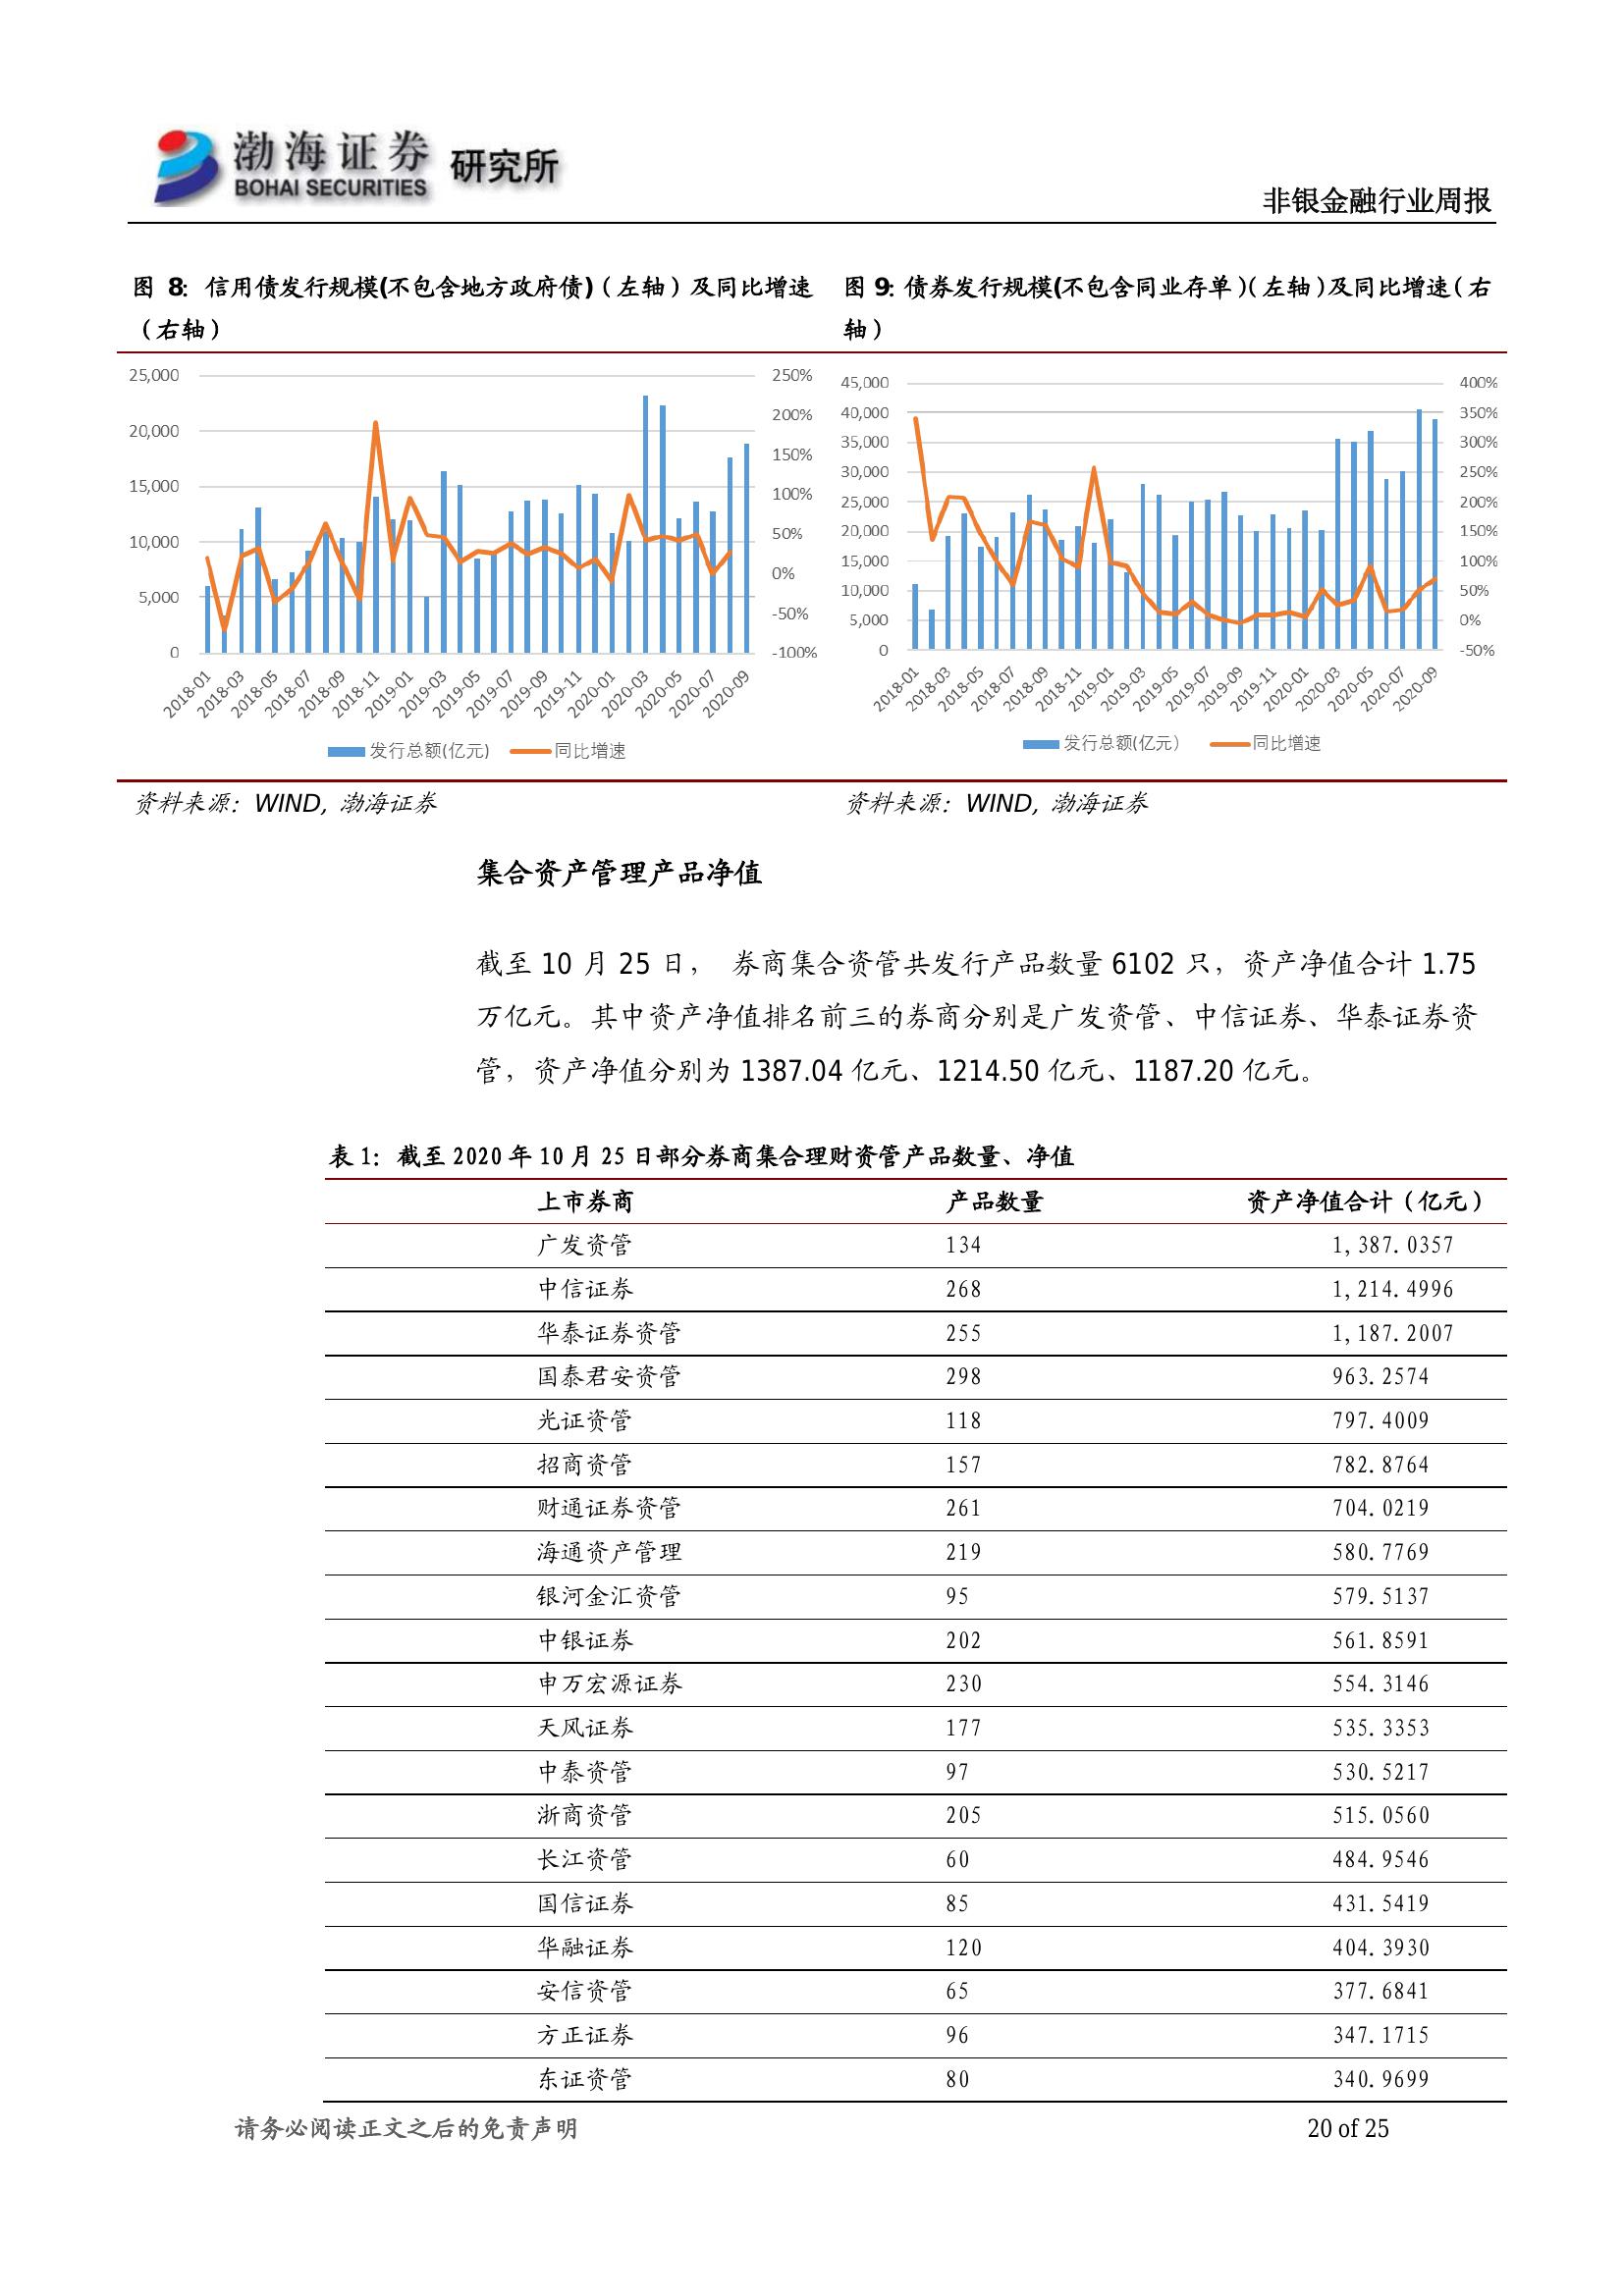 渤海证券 研究所
BOHAI SECURITIES
非银金融行业周报
图 8: 信用债发行规模(不包含地方政府债)(左轴)及同比增速
(右轴)
25,000
20,000
15,000
10,000
5,000
0
250%
200%
150%
100%
50%
0%
-50%
-100%
2018-01
2018-03
2018-05
2018-07
2018-09
2018-11
2019-01
2019-03
2019-05
2019-07
2019-09
2019-11
2020-01
2020-03
2020-05
2020-07
2020-09
发行总额(亿元) 同比增速
资料来源：WIND, 渤海证券
图 9: 债券发行规模(不包含同业存单)(左轴)及同比增速(右
轴)
45,000
40,000
35,000
30,000
25,000
20,000
15,000
10,000
5,000
0
400%
350%
300%
250%
200%
150%
100%
50%
0%
-50%
2018-01
2018-03
2018-05
2018-07
2018-09
2018-11
2019-01
2019-03
2019-05
2019-07
2019-09
2019-11
2020-01
2020-03
2020-05
2020-07
2020-09
发行总额(亿元） 同比增速
资料来源：WIND, 渤海证券
集合资产管理产品净值
截至 10 月 25 日， 券商集合资管共发行产品数量 6102 只，资产净值合计 1.75
万亿元。其中资产净值排名前三的券商分别是广发资管、中信证券、华泰证券资
管，资产净值分别为 1387.04 亿元、1214.50 亿元、1187.20 亿元。
表 1：截至 2020 年 10 月 25 日部分券商集合理财资管产品数量、净值
上市券商 产品数量 资产净值合计（亿元）
广发资管 134 1,387.0357
中信证券 268 1,214.4996
华泰证券资管 255 1,187.2007
国泰君安资管 298 963.2574
光证资管 118 797.4009
招商资管 157 782.8764
财通证券资管 261 704.0219
海通资产管理 219 580.7769
银河金汇资管 95 579.5137
中银证券 202 561.8591
申万宏源证券 230 554.3146
天风证券 177 535.3353
中泰资管 97 530.5217
浙商资管 205 515.0560
长江资管 60 484.9546
国信证券 85 431.5419
华融证券 120 404.3930
安信资管 65 377.6841
方正证券 96 347.1715
东证资管 80 340.9699
请务必阅读正文之后的免责声明
20 of 25